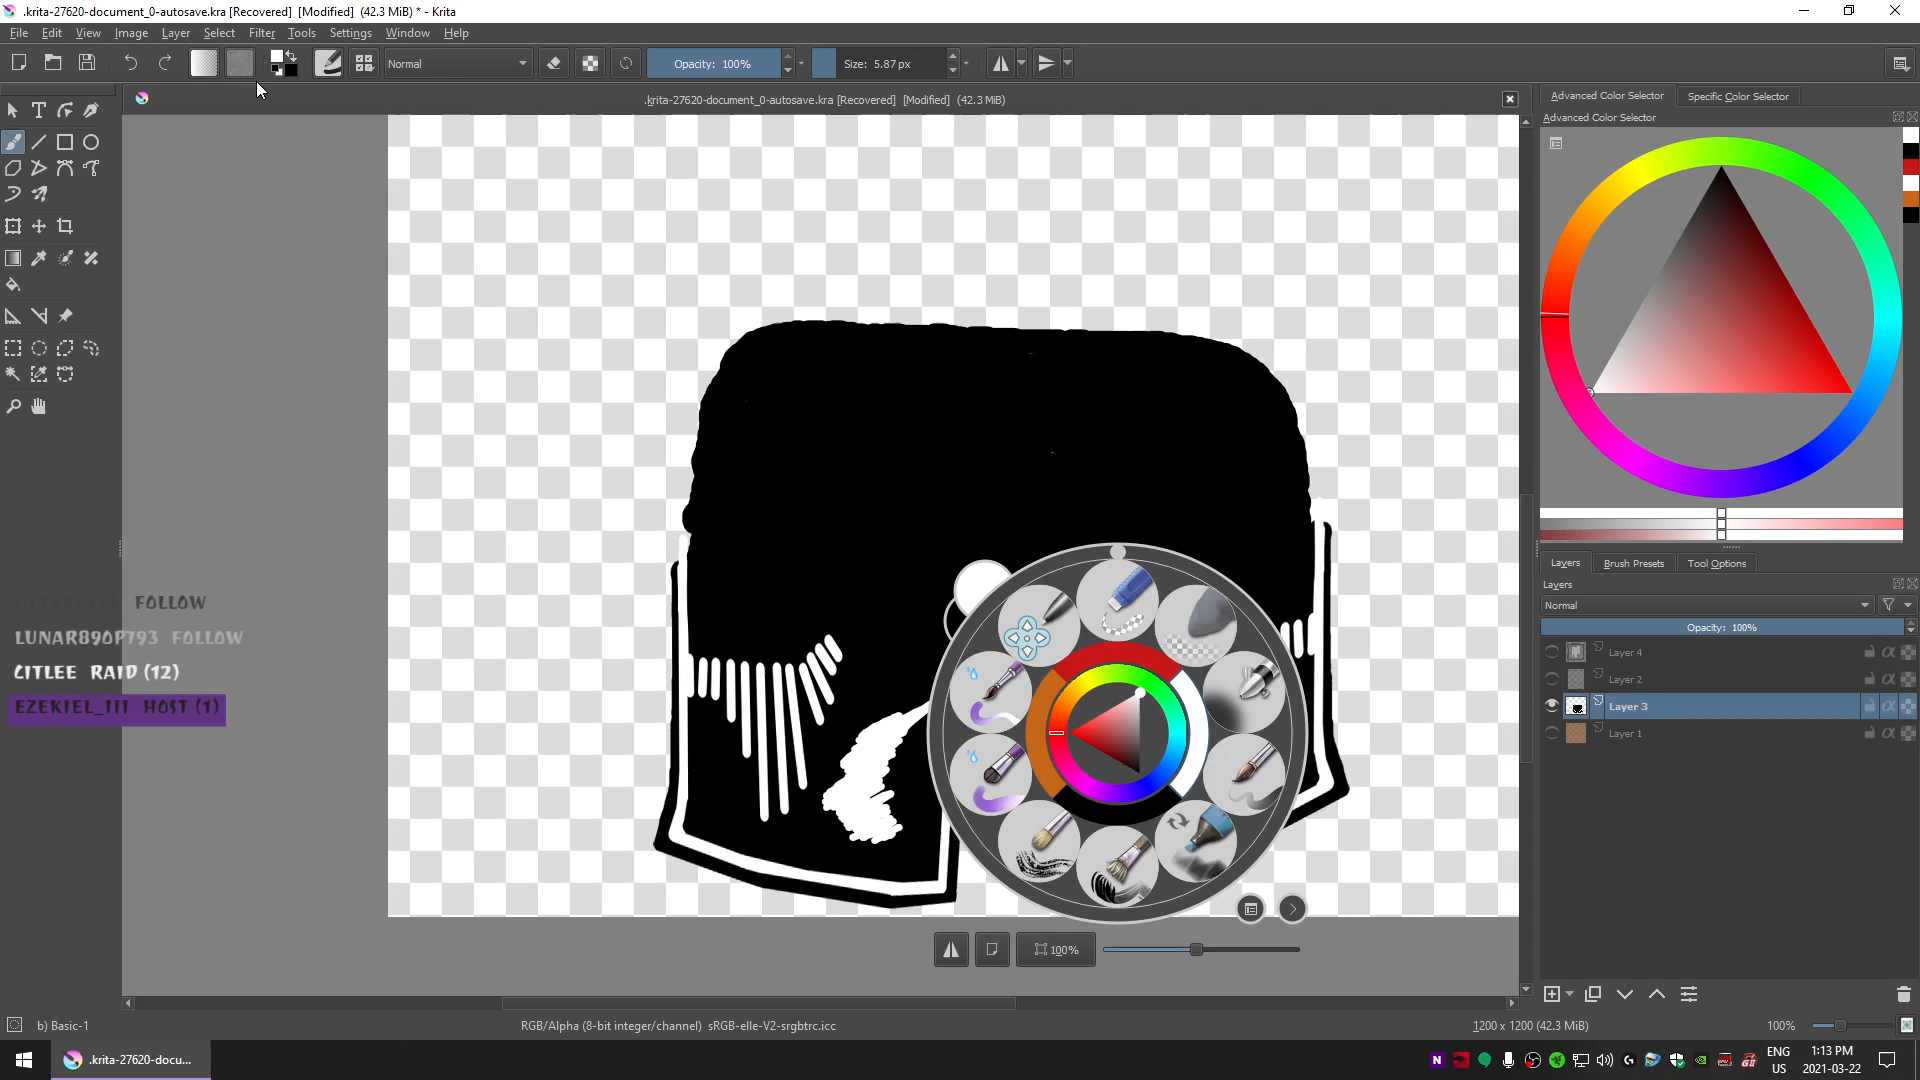 .krita-27620-document_0-autosave.kra [Recovered] [Modified] (42.3 MiB) * - Krita
File Edit View Image Layer Select Filter Tools Settings Window Help
Normal Opacity: 100% Size: 5.87 px
.krita-27620-document_0-autosave.kra [Recovered] [Modified] (42.3 MiB)
Advanced Color Selector Specific Color Selector
Advanced Color Selector
Layers Brush Presets Tool Options
Layers
Normal
Opacity: 100%
Layer 4
Layer 2
Layer 3
Layer 1
FOLLOW
LUNAR890P793 FOLLOW
CITLEE RAID (12)
EZEKIEL_III HOST (1)
100%
b) Basic-1
RGB/Alpha (8-bit integer/channel) sRGB-elle-V2-srgbtrc.icc
1200 x 1200 (42.3 MiB)
100%
.krita-27620-docu...
ENG
US
1:13 PM
2021-03-22